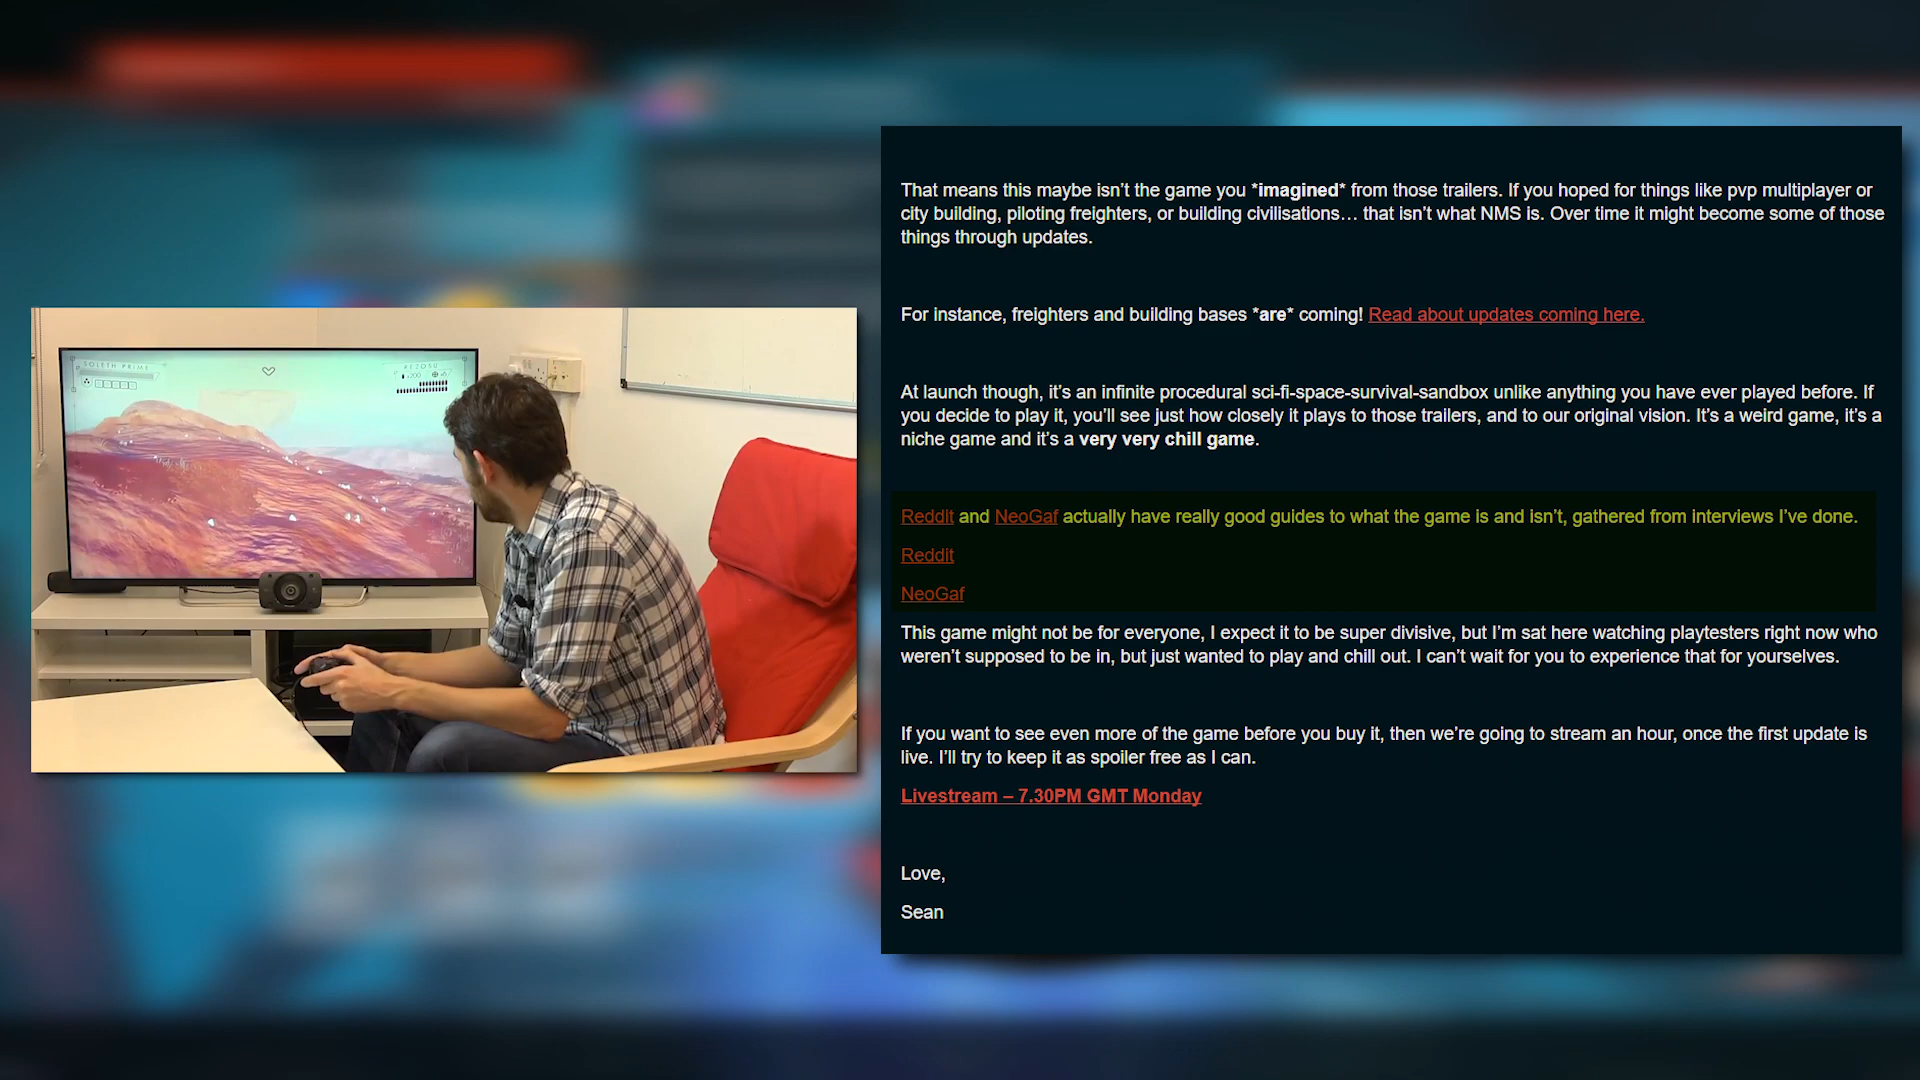 SOLETH PRIME
That means this maybe isn’t the game you *imagined* from those trailers. If you hoped for things like pvp multiplayer or
city building, piloting freighters, or building civilisations… that isn’t what NMS is. Over time it might become some of those
things through updates.
For instance, freighters and building bases *are* coming! Read about updates coming here.
At launch though, it’s an infinite procedural sci-fi-space-survival-sandbox unlike anything you have ever played before. If
you decide to play it, you’ll see just how closely it plays to those trailers, and to our original vision. It’s a weird game, it’s a
niche game and it’s a very very chill game.
Reddit and NeoGaf actually have really good guides to what the game is and isn’t, gathered from interviews I’ve done.
Reddit
NeoGaf
This game might not be for everyone, I expect it to be super divisive, but I’m sat here watching playtesters right now who
weren’t supposed to be in, but just wanted to play and chill out. I can’t wait for you to experience that for yourselves.
If you want to see even more of the game before you buy it, then we’re going to stream an hour, once the first update is
live. I’ll try to keep it as spoiler free as I can.
Livestream – 7.30PM GMT Monday
Love,
Sean